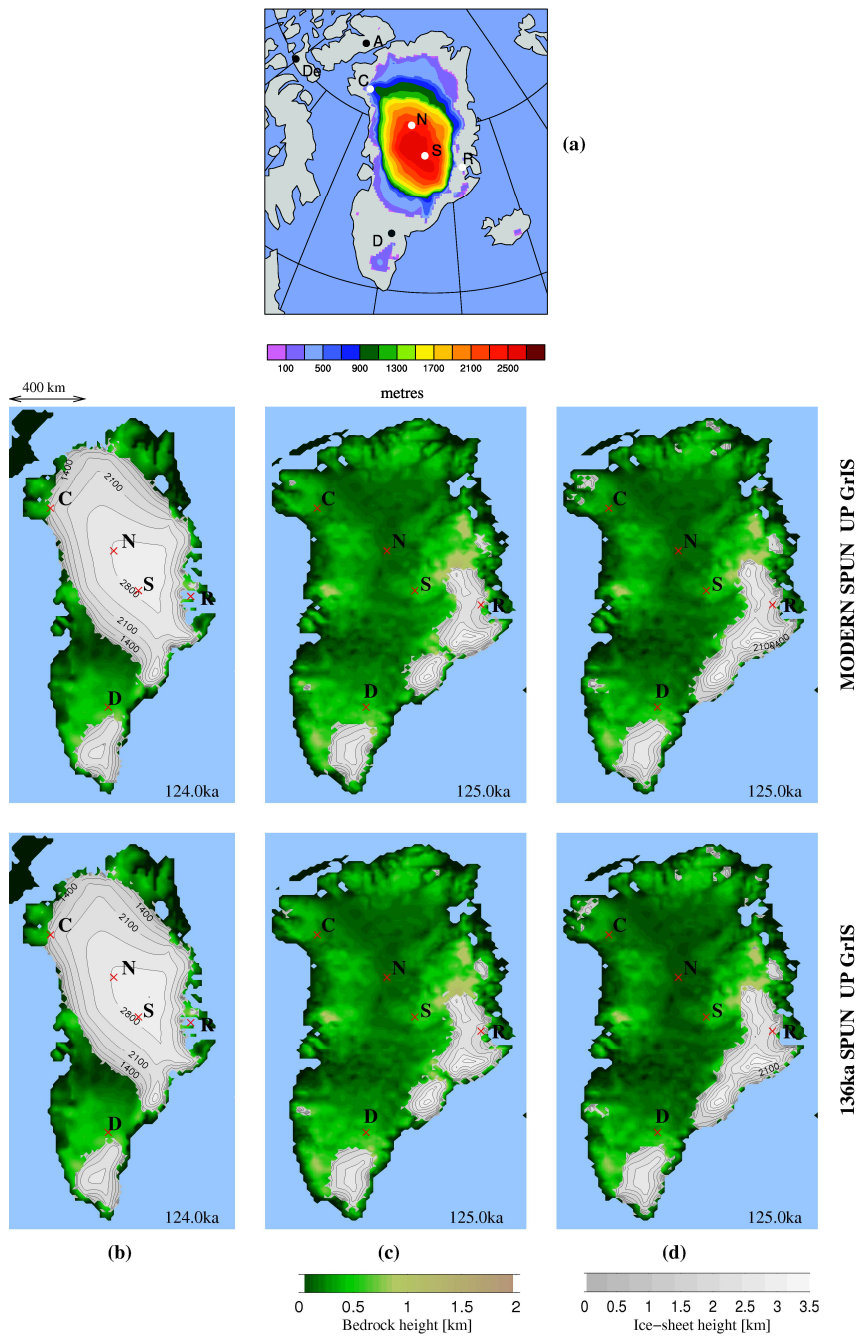 A
De
C
N
S
R
D
(a)
100 500 900 1300 1700 2100 2500
metres
400 km
1400
2100
C
N
2800
S
R
2100
1400
D
124.0ka
C
N
S
R
D
125.0ka
C
N
S
R
2100
1400
D
125.0ka
MODERN SPUN UP GrIS
1400
1400
2100
C
N
S
2800
R
2100
1400
D
124.0ka
C
N
S
R
D
125.0ka
C
N
S
R
2100
D
125.0ka
136ka SPUN UP GrIS
(b) (c) (d)
0 0.5 1 1.5 2
Bedrock height [km]
0 0.5 1 1.5 2 2.5 3 3.5
Ice−sheet height [km]